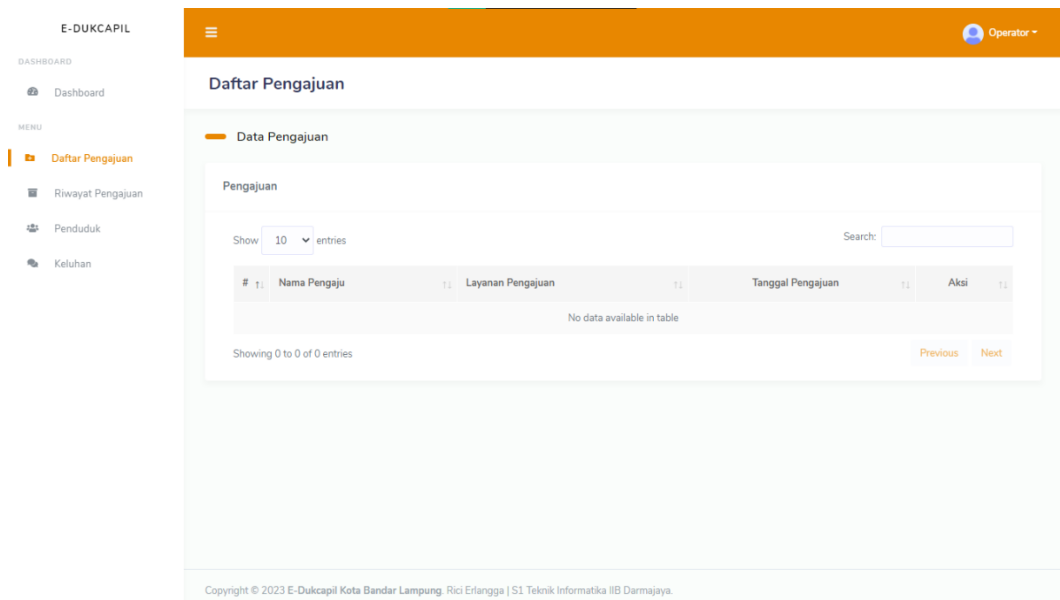 E-DUKCAPIL
Operator
DASHBOARD
Dashboard
MENU
Daftar Pengajuan
Riwayat Pengajuan
Penduduk
Keluhan
Daftar Pengajuan
Data Pengajuan
Pengajuan
Show 10 entries
Search:
# Nama Pengaju Layanan Pengajuan Tanggal Pengajuan Aksi
No data available in table
Showing 0 to 0 of 0 entries
Previous Next
Copyright © 2023 E-Dukcapil Kota Bandar Lampung. Rici Erlangga | S1 Teknik Informatika IIB Darmajaya.